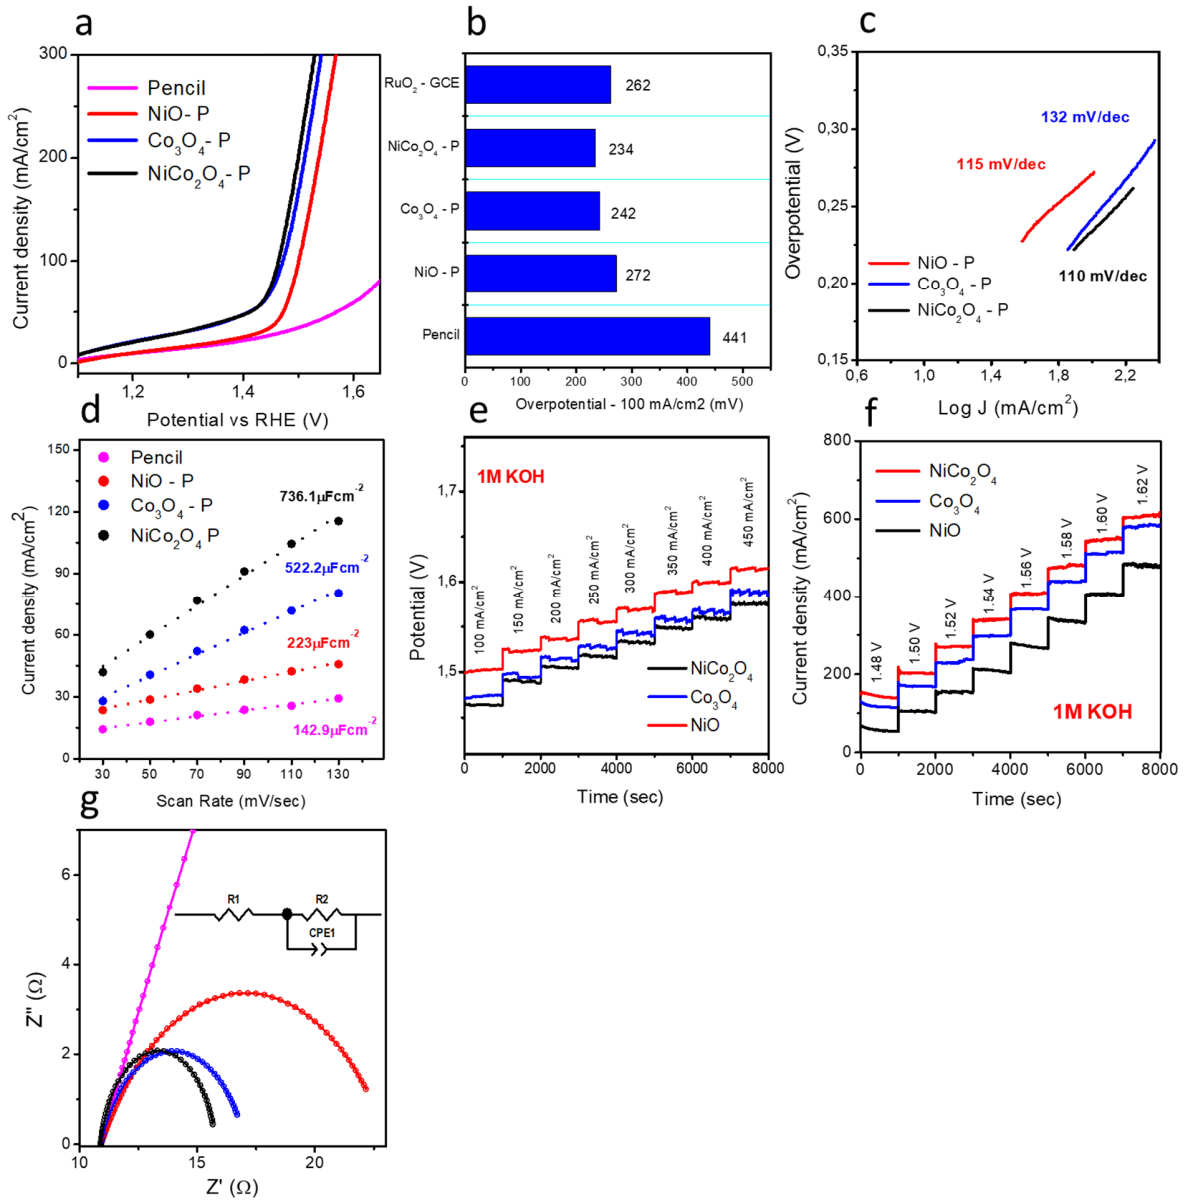 a
300
200
100
0
Current density (mA/cm²)
Pencil
NiO- P
Co₃O₄- P
NiCo₂O₄- P
1,2
1,4
1,6
Potential vs RHE (V)
b
RuO₂ - GCE
262
NiCo₂O₄ - P
234
Co₃O₄ - P
242
NiO - P
272
Pencil
441
0 100 200 300 400 500
Overpotential - 100 mA/cm2 (mV)
c
0,35
0,30
0,25
0,20
0,15
Overpotential (V)
132 mV/dec
115 mV/dec
110 mV/dec
NiO - P
Co₃O₄ - P
NiCo₂O₄ - P
0,6 1,0 1,4 1,8 2,2
Log J (mA/cm²)
d
150
120
90
60
30
0
Current density (mA/cm²)
Pencil
NiO - P
Co₃O₄ - P
NiCo₂O₄ P
736.1μFcm⁻²
522.2μFcm⁻²
223μFcm⁻²
142.9μFcm⁻²
30 50 70 90 110 130
Scan Rate (mV/sec)
e
1,7
1,6
1,5
Potential (V)
1M KOH
100 mA/cm²
150 mA/cm²
200 mA/cm²
250 mA/cm²
300 mA/cm²
350 mA/cm²
400 mA/cm²
450 mA/cm²
NiCo₂O₄
Co₃O₄
NiO
0 2000 4000 6000 8000
Time (sec)
f
800
600
400
200
0
Current density (mA/cm²)
NiCo₂O₄
Co₃O₄
NiO
1.48 V
1.50 V
1.52 V
1.54 V
1.56 V
1.58 V
1.60 V
1.62 V
1M KOH
0 2000 4000 6000 8000
Time (sec)
g
6
4
2
0
Z" (Ω)
R1
R2
CPE1
10 15 20
Z' (Ω)